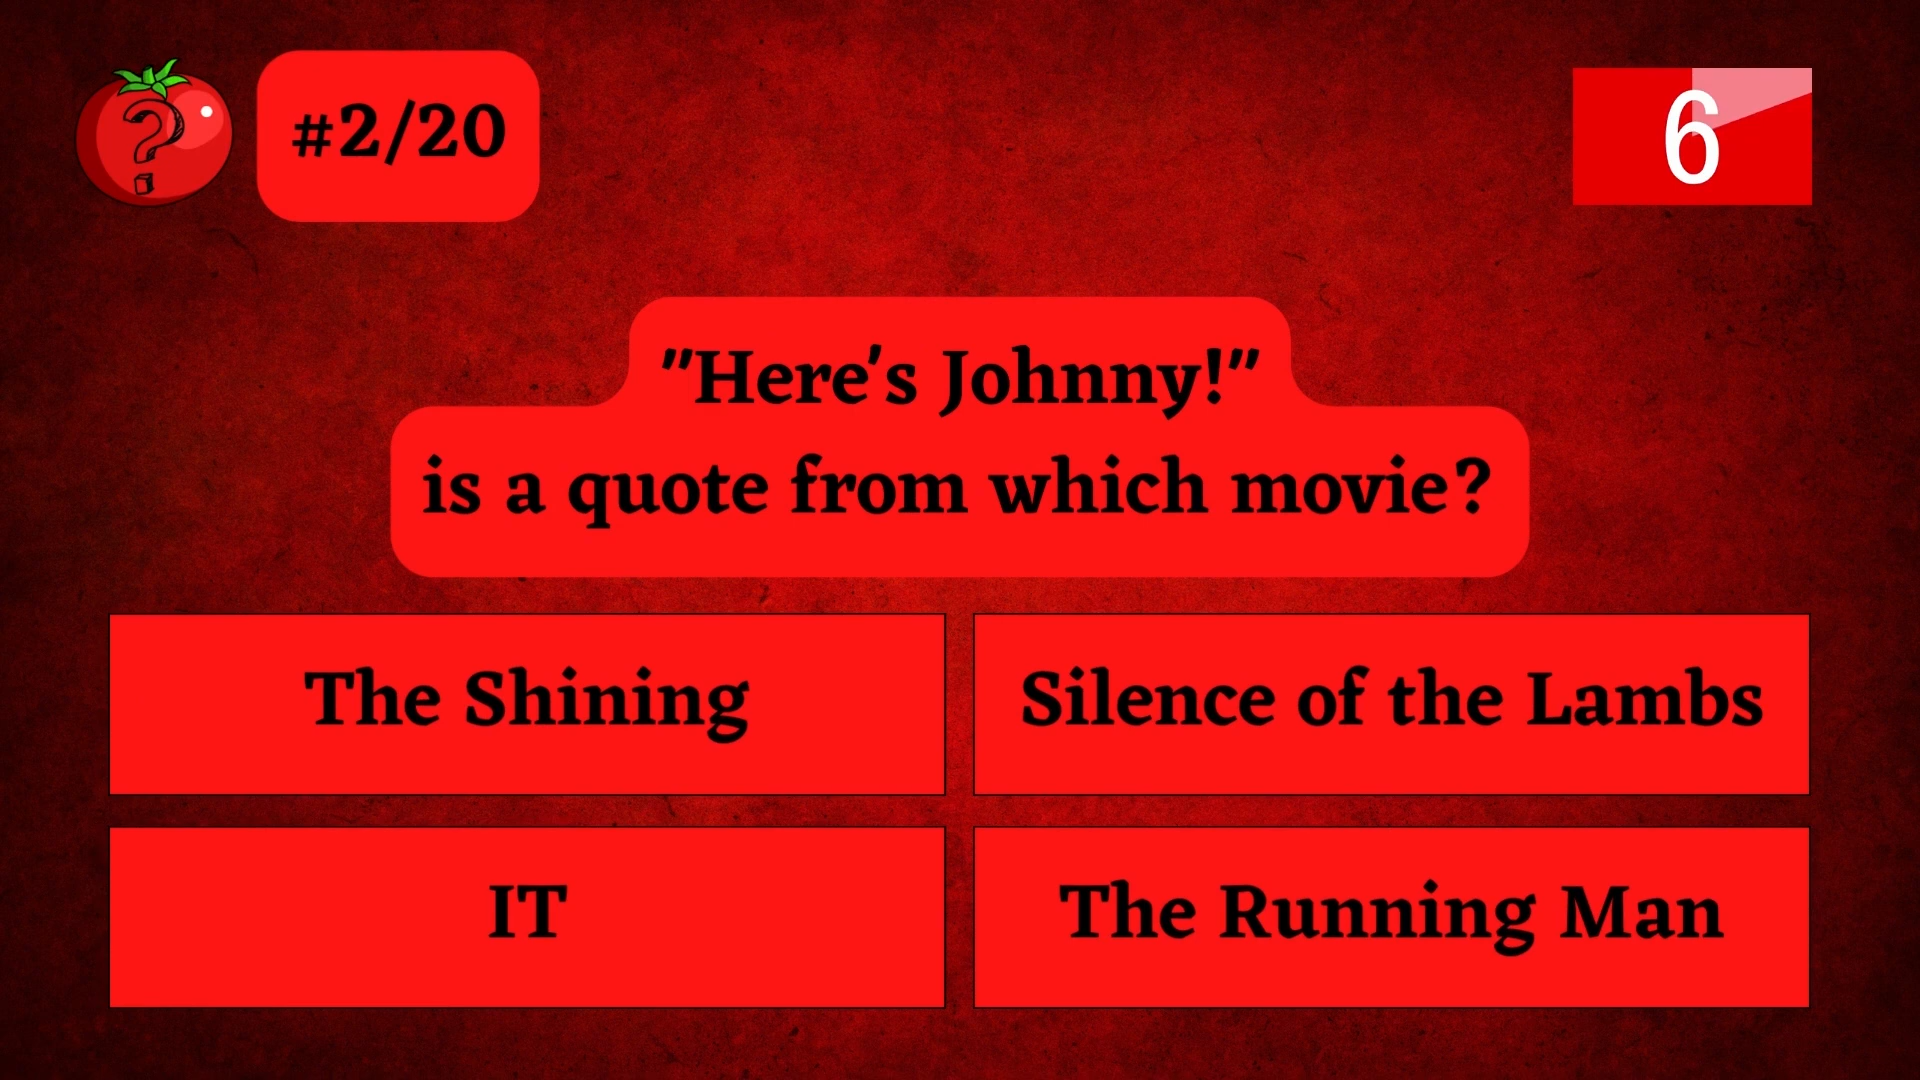 ?
#2/20
6
"Here's Johnny!"
is a quote from which movie?
The Shining
Silence of the Lambs
IT
The Running Man